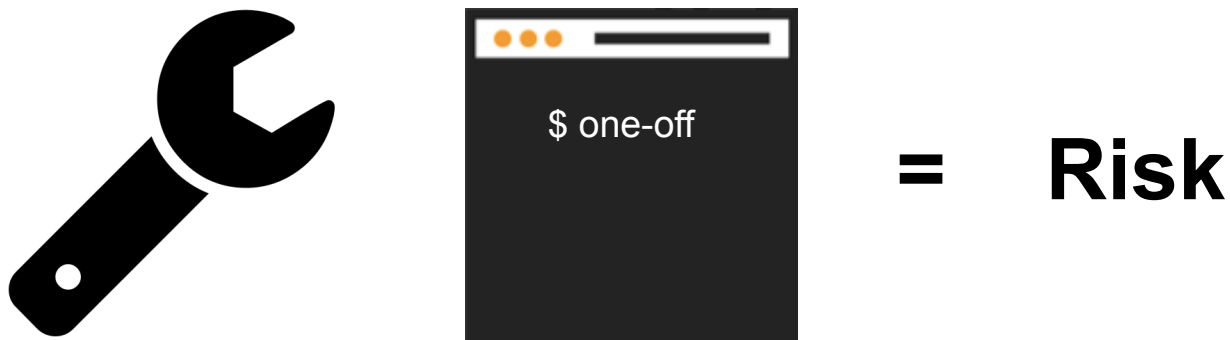 $ one-off
= Risk